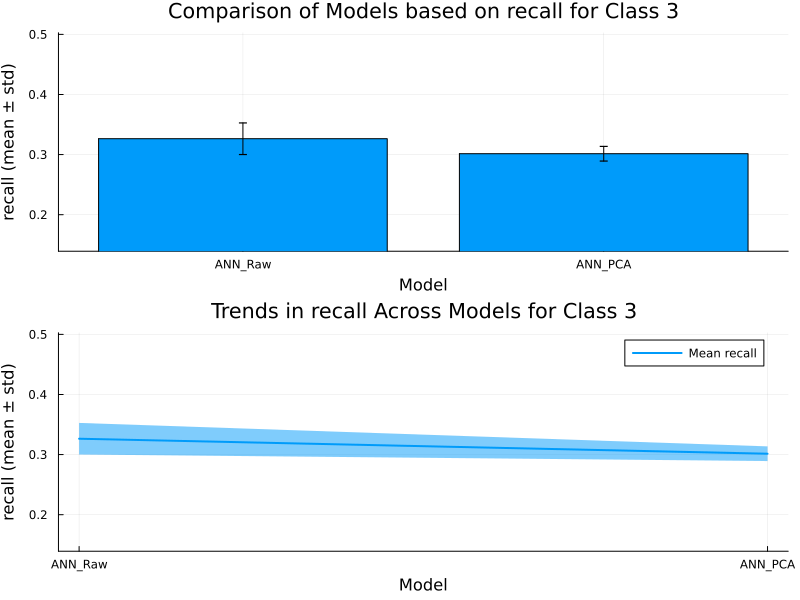 Comparison of Models based on recall for Class 3
recall (mean ± std)
0.5
0.4
0.3
0.2
ANN_Raw
ANN_PCA
Model
Trends in recall Across Models for Class 3
recall (mean ± std)
0.5
0.4
0.3
0.2
Mean recall
ANN_Raw
ANN_PCA
Model